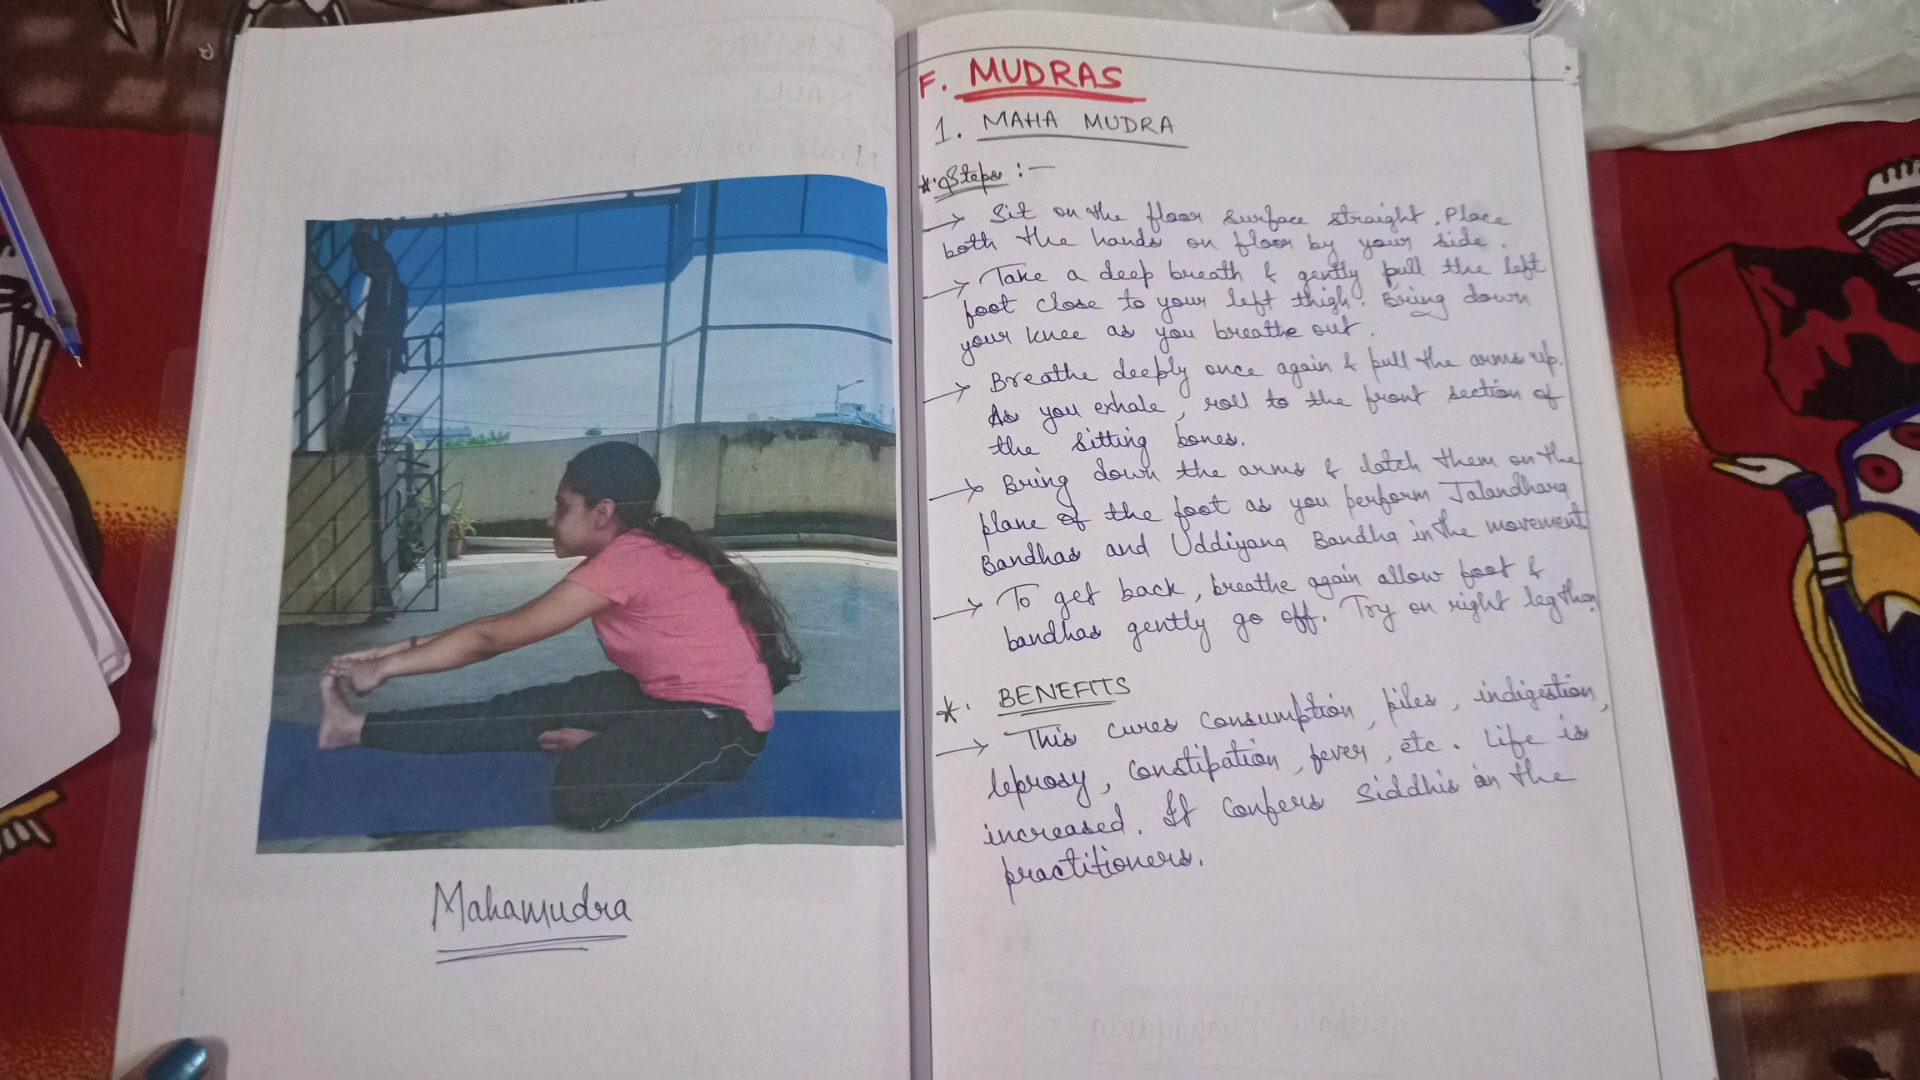 Mahamudra
F. MUDRAS
1. MAHA MUDRA
*. Steps :—
→ Sit on the floor surface straight. Place
both the hands on floor by your side.
→ Take a deep breath & gently pull the left
foot close to your left thigh. Bring down
your knee as you breathe out.
→ Breathe deeply once again & pull the arms up.
As you exhale, roll to the front section of
the sitting bones.
→ Bring down the arms & latch them on the
plane of the foot as you perform Jalandhara
Bandhas and Uddiyana Bandha in the movement.
→ To get back, breathe again allow foot &
bandhas gently go off. Try on right leg then
*. BENEFITS
→ This cures consumption, piles, indigestion,
leprosy, constipation, fever, etc. Life is
increased. It confers siddhis on the
practitioners.